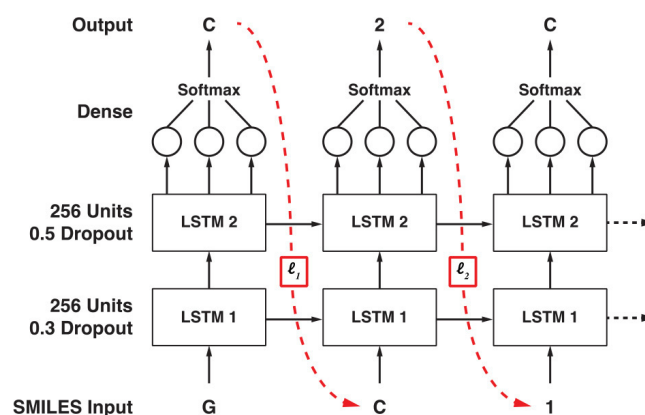 Output C 2 C
Softmax Softmax Softmax
Dense
256 Units
0.5 Dropout
LSTM 2 LSTM 2 LSTM 2
ℓ₁ ℓ₂
256 Units
0.3 Dropout
LSTM 1 LSTM 1 LSTM 1
SMILES Input G C 1